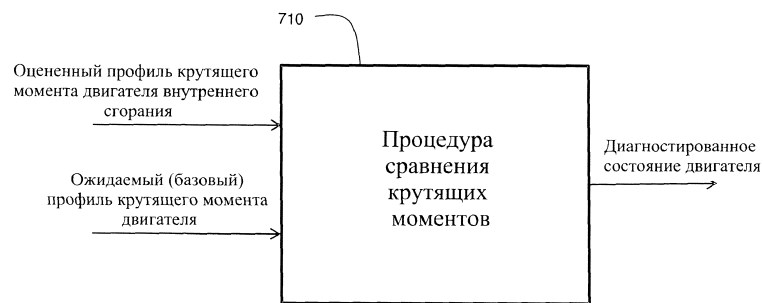 710
Оцененный профиль крутящего
момента двигателя внутреннего
сгорания
Ожидаемый (базовый)
профиль крутящего момента
двигателя
Процедура
сравнения
крутящих
моментов
Диагностированное
состояние двигателя